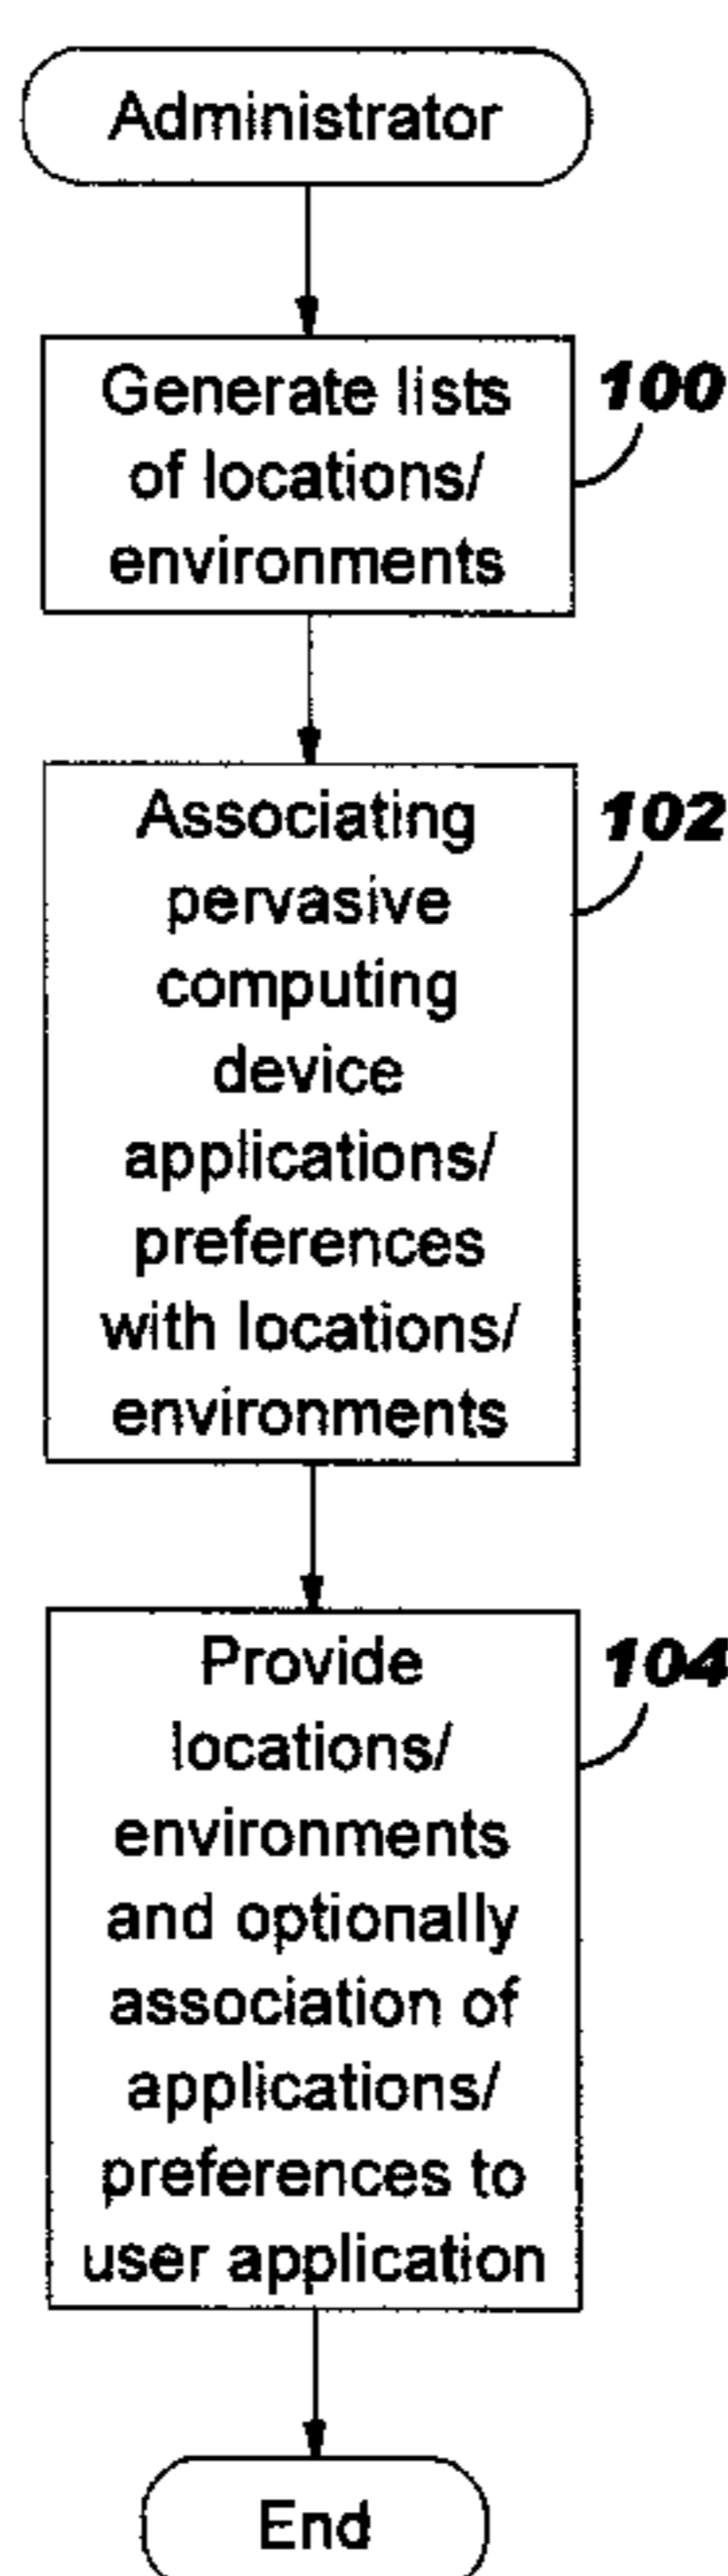 Administrator
Generate lists
of locations/
environments
100
Associating
pervasive
computing
device
applications/
preferences
with locations/
environments
102
Provide
locations/
environments
and optionally
association of
applications/
preferences to
user application
104
End